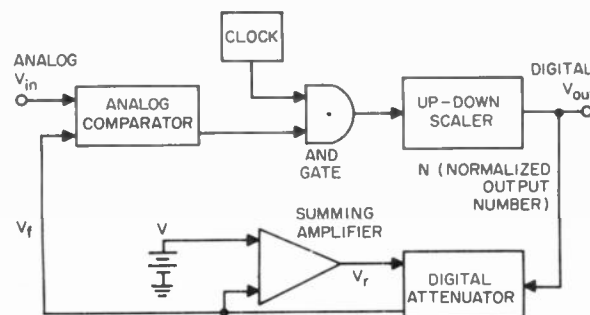 CLOCK
ANALOG
Vin
ANALOG
COMPARATOR
AND
GATE
UP-DOWN
SCALER
DIGITAL
Vout
N (NORMALIZED
OUTPUT
NUMBER)
Vf
V
SUMMING
AMPLIFIER
Vr
DIGITAL
ATTENUATOR